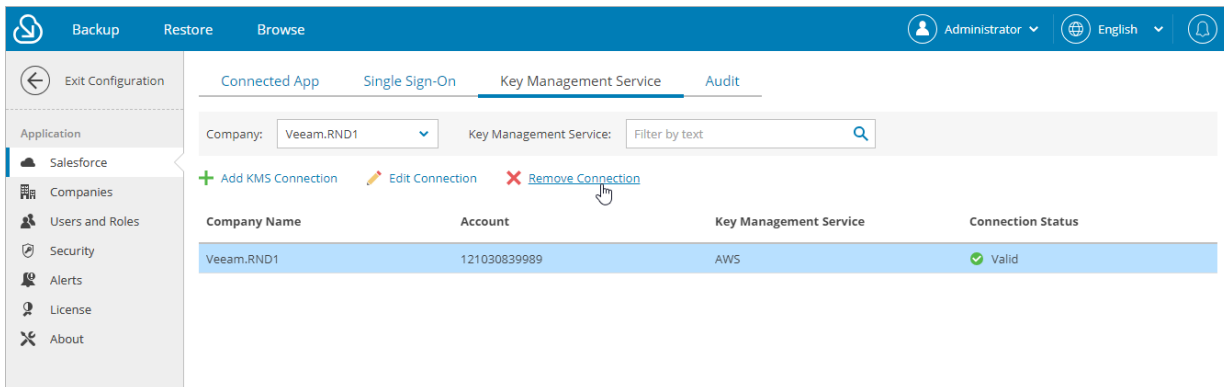 Backup Restore Browse Administrator English
Exit Configuration
Connected App Single Sign-On Key Management Service Audit
Application
Company: Veeam.RND1 Key Management Service: Filter by text
Salesforce
Add KMS Connection Edit Connection Remove Connection
Companies
Users and Roles
Company Name Account Key Management Service Connection Status
Security
Veeam.RND1 121030839989 AWS Valid
Alerts
License
About